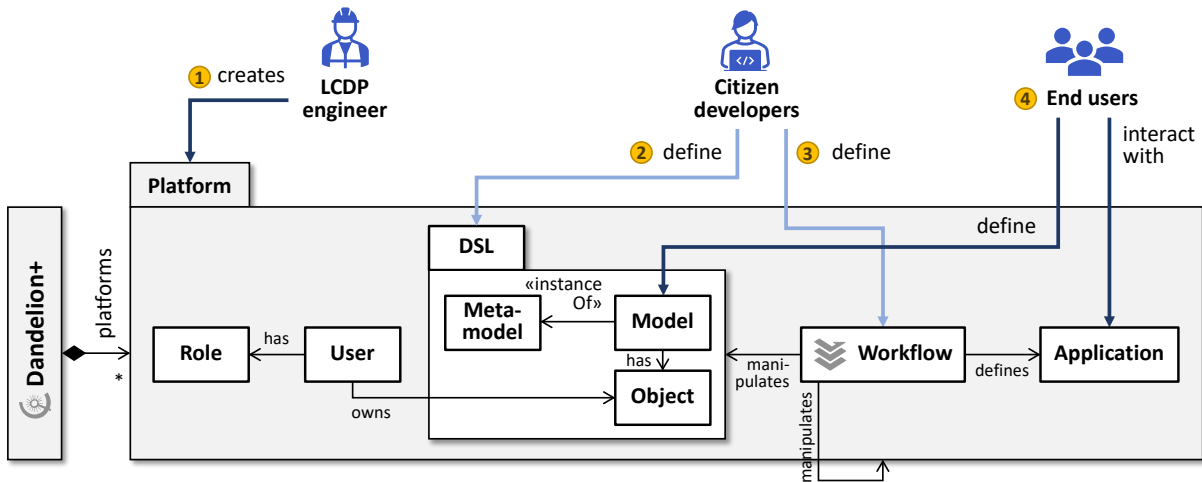 1 creates
LCDP
engineer
Citizen
developers
4 End users
2 define
3 define
interact
with
define
Platform
Dandelion+
platforms
*
DSL
«instance
Of»
Meta-
model
Model
has
Object
Role
has
User
owns
mani-
pulates
Workflow
defines
Application
manipulates